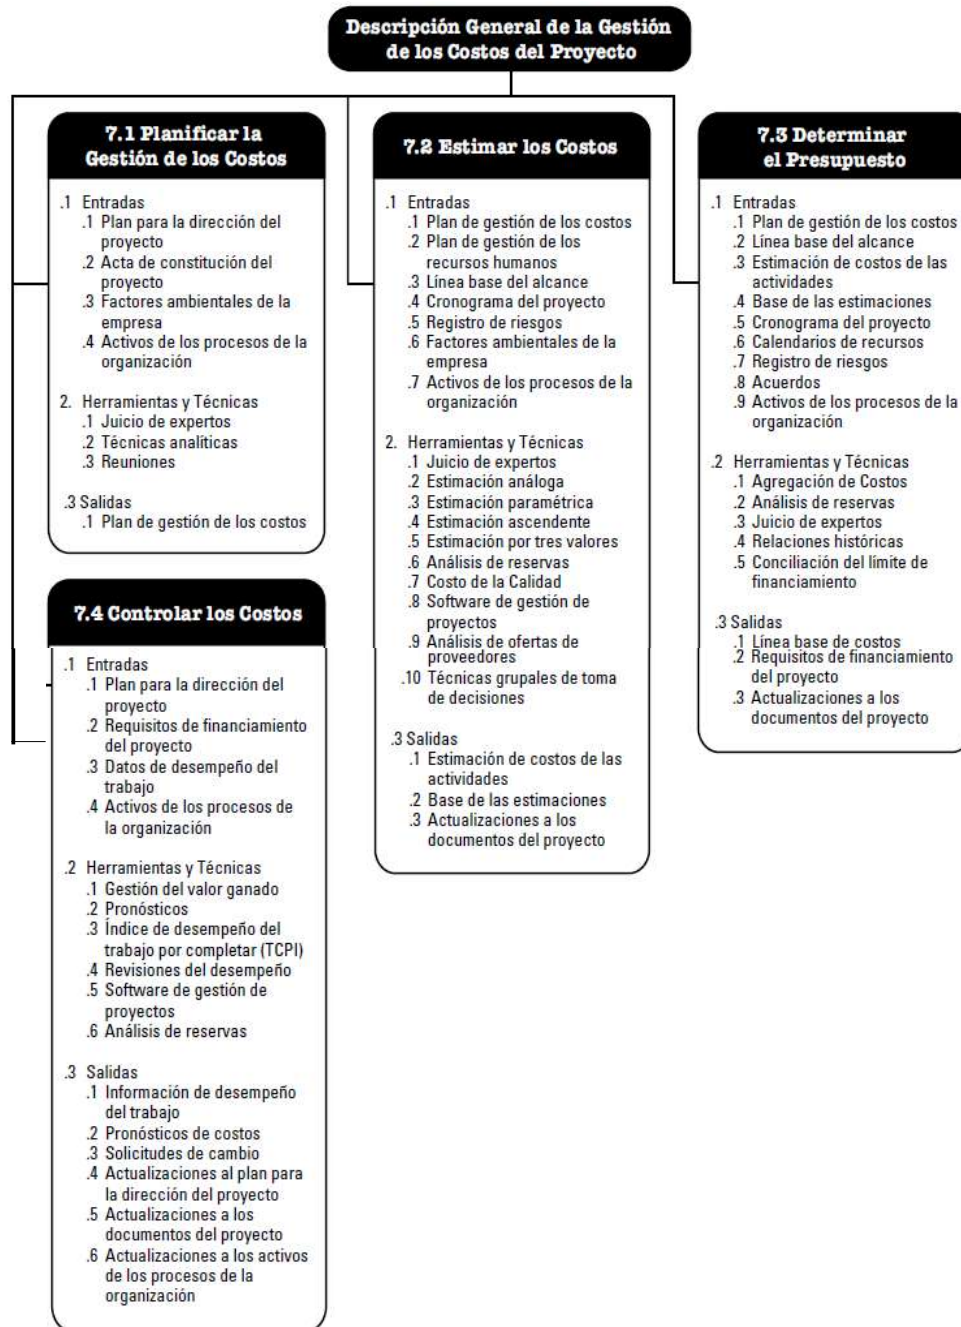 Descripción General de la Gestión
de los Costos del Proyecto
7.1 Planificar la
Gestión de los Costos
.1 Entradas
.1 Plan para la dirección del
proyecto
.2 Acta de constitución del
proyecto
.3 Factores ambientales de la
empresa
.4 Activos de los procesos de la
organización
2. Herramientas y Técnicas
.1 Juicio de expertos
.2 Técnicas analíticas
.3 Reuniones
.3 Salidas
.1 Plan de gestión de los costos
7.2 Estimar los Costos
.1 Entradas
.1 Plan de gestión de los costos
.2 Plan de gestión de los
recursos humanos
.3 Línea base del alcance
.4 Cronograma del proyecto
.5 Registro de riesgos
.6 Factores ambientales de la
empresa
.7 Activos de los procesos de la
organización
2. Herramientas y Técnicas
.1 Juicio de expertos
.2 Estimación análoga
.3 Estimación paramétrica
.4 Estimación ascendente
.5 Estimación por tres valores
.6 Análisis de reservas
.7 Costo de la Calidad
.8 Software de gestión de
proyectos
.9 Análisis de ofertas de
proveedores
.10 Técnicas grupales de toma
de decisiones
.3 Salidas
.1 Estimación de costos de las
actividades
.2 Base de las estimaciones
.3 Actualizaciones a los
documentos del proyecto
7.3 Determinar
el Presupuesto
.1 Entradas
.1 Plan de gestión de los costos
.2 Línea base del alcance
.3 Estimación de costos de las
actividades
.4 Base de las estimaciones
.5 Cronograma del proyecto
.6 Calendarios de recursos
.7 Registro de riesgos
.8 Acuerdos
.9 Activos de los procesos de la
organización
.2 Herramientas y Técnicas
.1 Agregación de Costos
.2 Análisis de reservas
.3 Juicio de expertos
.4 Relaciones históricas
.5 Conciliación del límite de
financiamiento
.3 Salidas
.1 Línea base de costos
.2 Requisitos de financiamiento
del proyecto
.3 Actualizaciones a los
documentos del proyecto
7.4 Controlar los Costos
.1 Entradas
.1 Plan para la dirección del
proyecto
.2 Requisitos de financiamiento
del proyecto
.3 Datos de desempeño del
trabajo
.4 Activos de los procesos de
la organización
.2 Herramientas y Técnicas
.1 Gestión del valor ganado
.2 Pronósticos
.3 Índice de desempeño del
trabajo por completar (TCPI)
.4 Revisiones del desempeño
.5 Software de gestión de
proyectos
.6 Análisis de reservas
.3 Salidas
.1 Información de desempeño
del trabajo
.2 Pronósticos de costos
.3 Solicitudes de cambio
.4 Actualizaciones al plan para
la dirección del proyecto
.5 Actualizaciones a los
documentos del proyecto
.6 Actualizaciones a los activos
de los procesos de la
organización